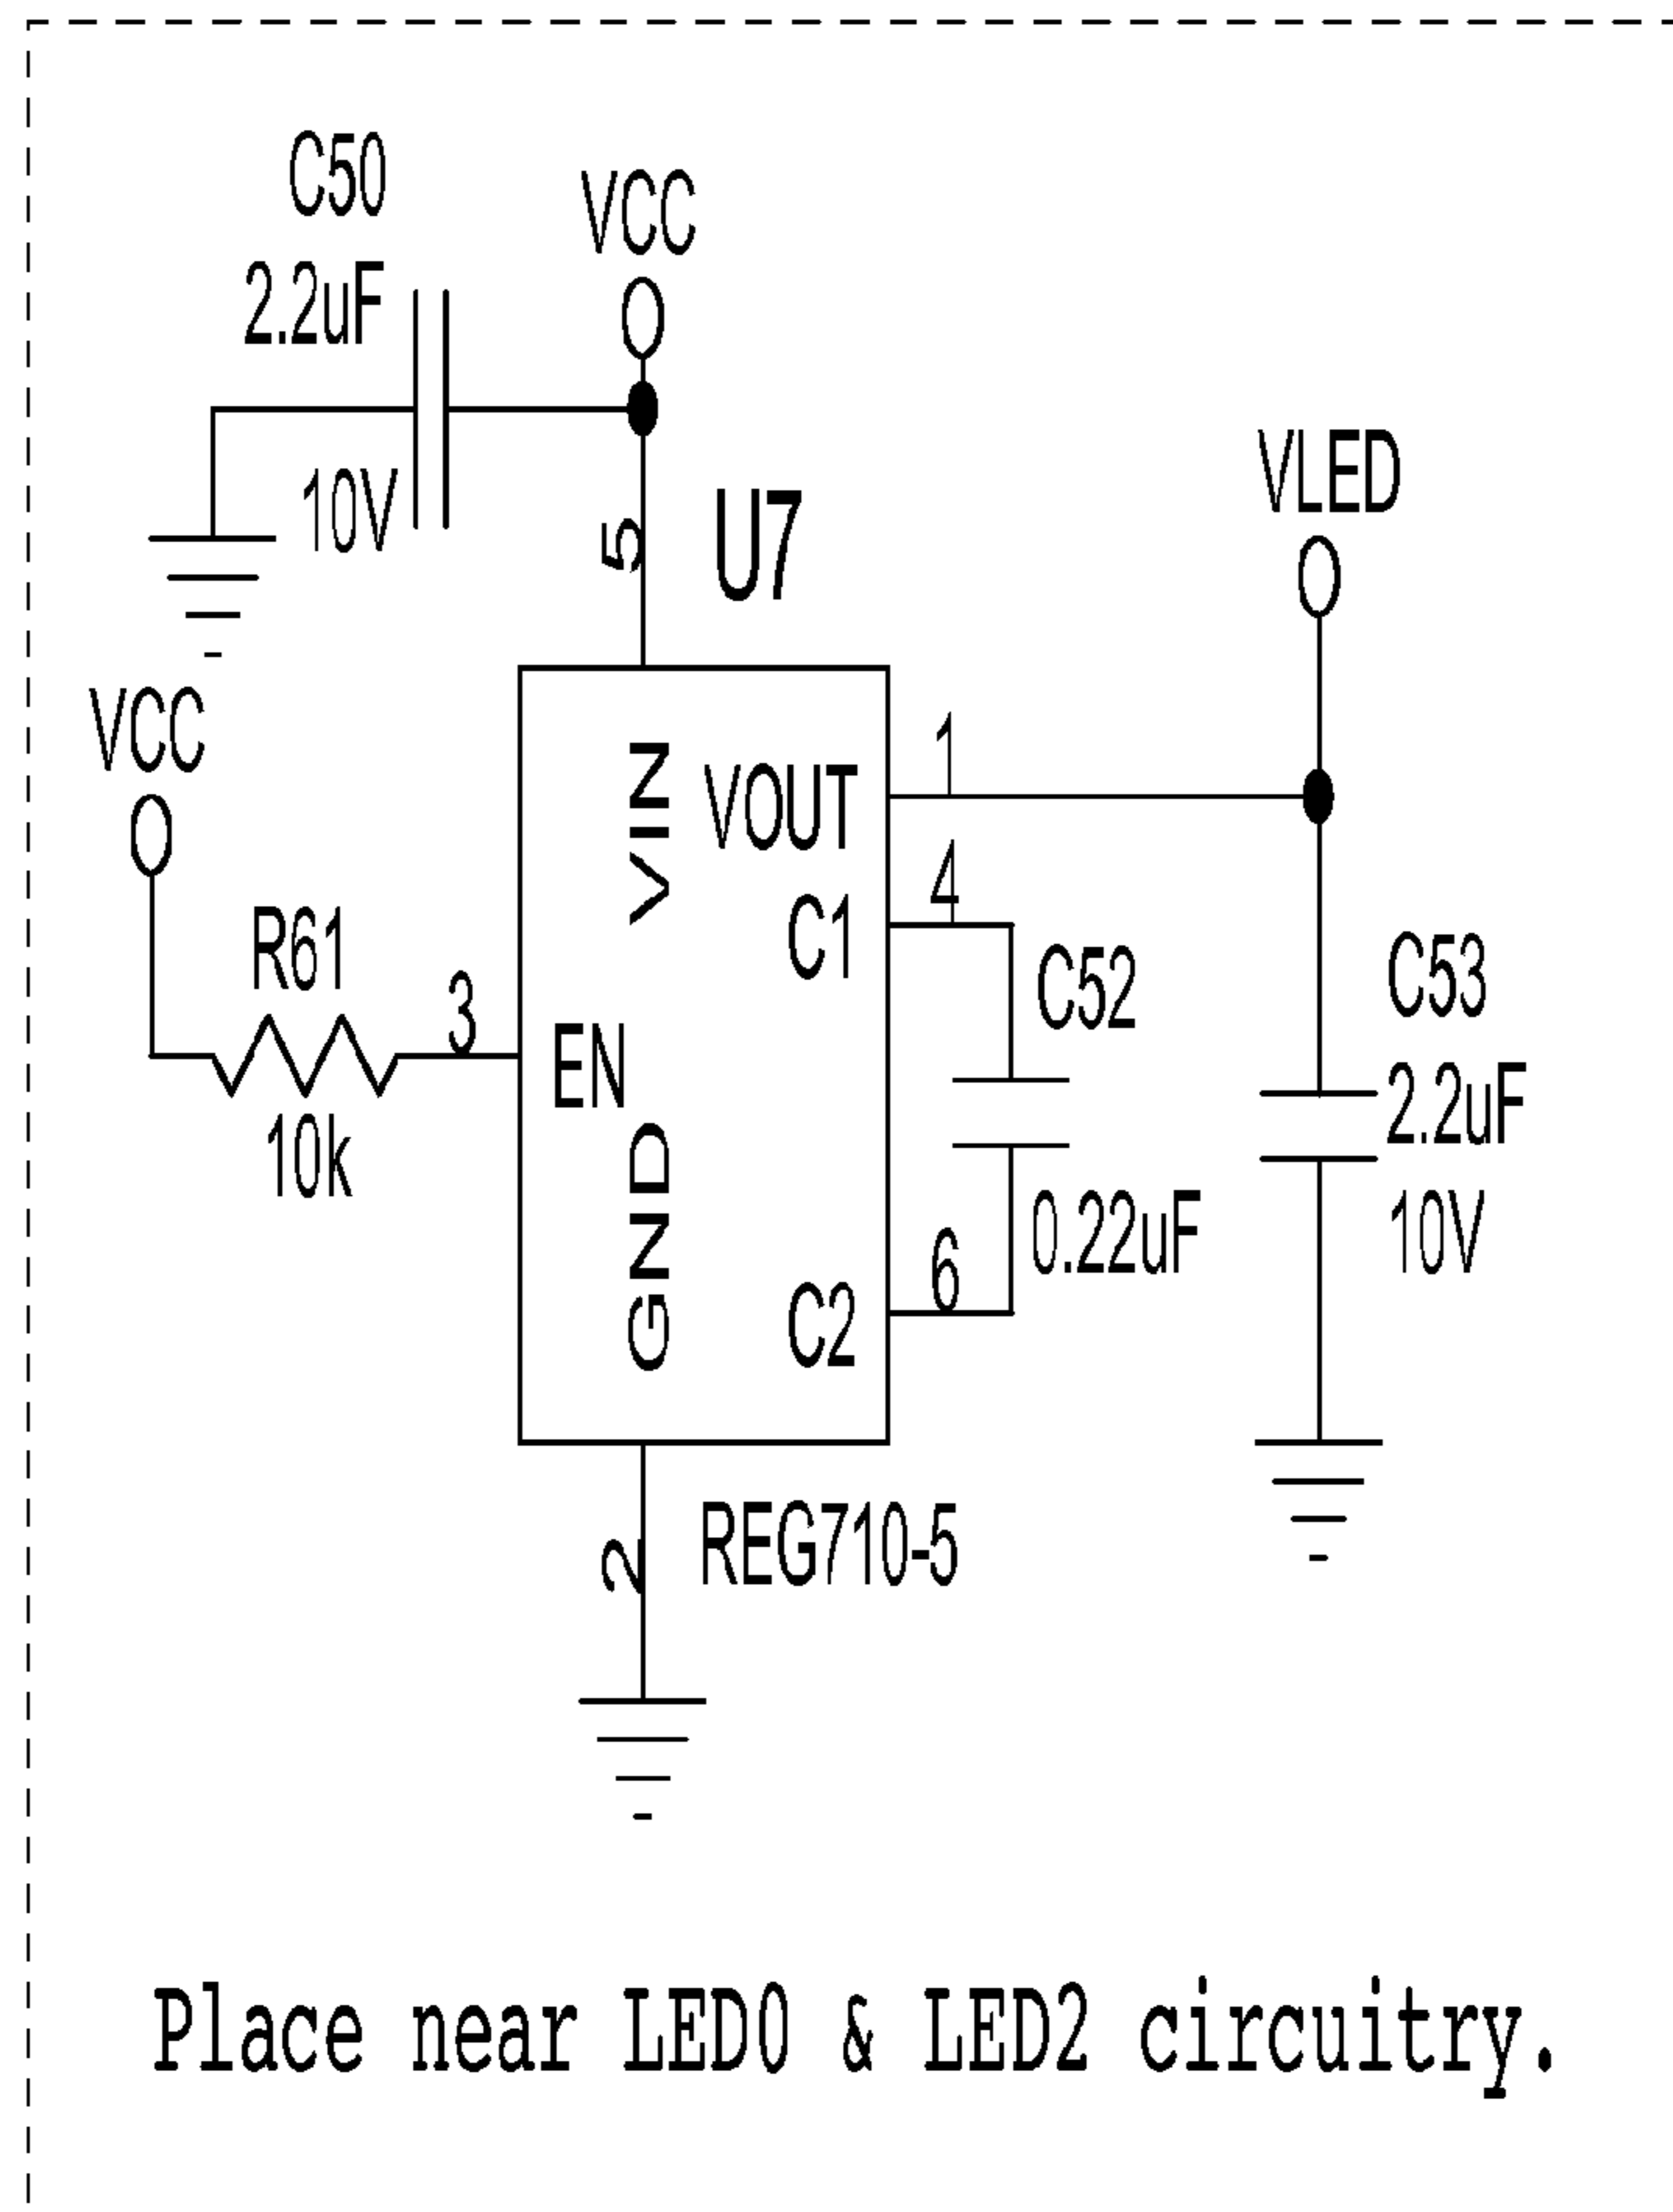 C50
2.2uF
10V
VCC
5
U7
VLED
VCC
R61
10k
3
VIN
VOUT
1
C1
4
EN
GND
C2
6
C52
0.22uF
C53
2.2uF
10V
2
REG710-5
Place near LED0 & LED2 circuitry.